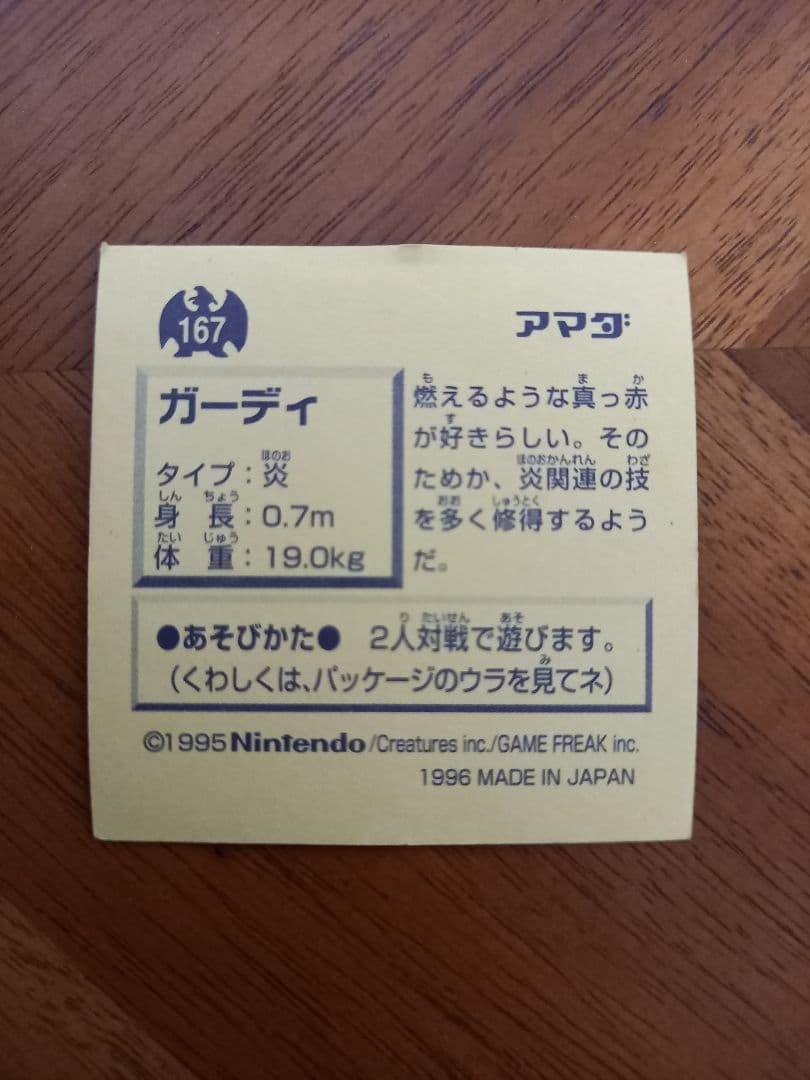 167
アマダ
ガーディ
タイプ：炎
身長：0.7m
体重：19.0kg
燃えるような真っ赤
が好きらしい。その
ためか、炎関連の技
を多く修得するよう
だ。
●あそびかた● 2人対戦で遊びます。
(くわしくは、パッケージのウラを見てネ)
©1995 Nintendo/Creatures inc./GAME FREAK inc.
1996 MADE IN JAPAN